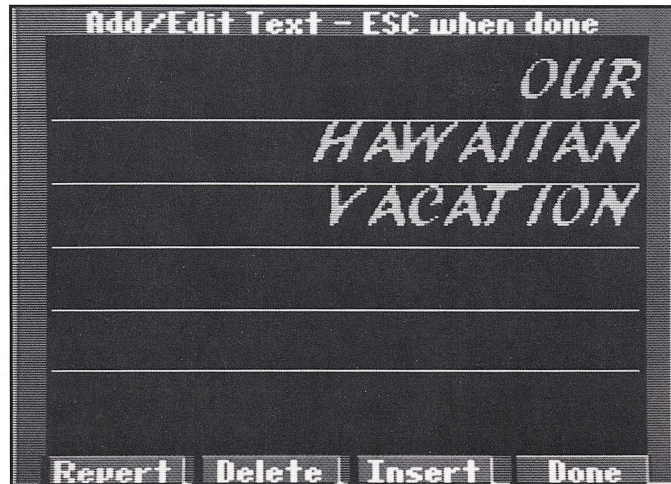 Add/Edit Text - ESC when done
OUR
HAWAIIAN
VACATION
Revert Delete Insert Done